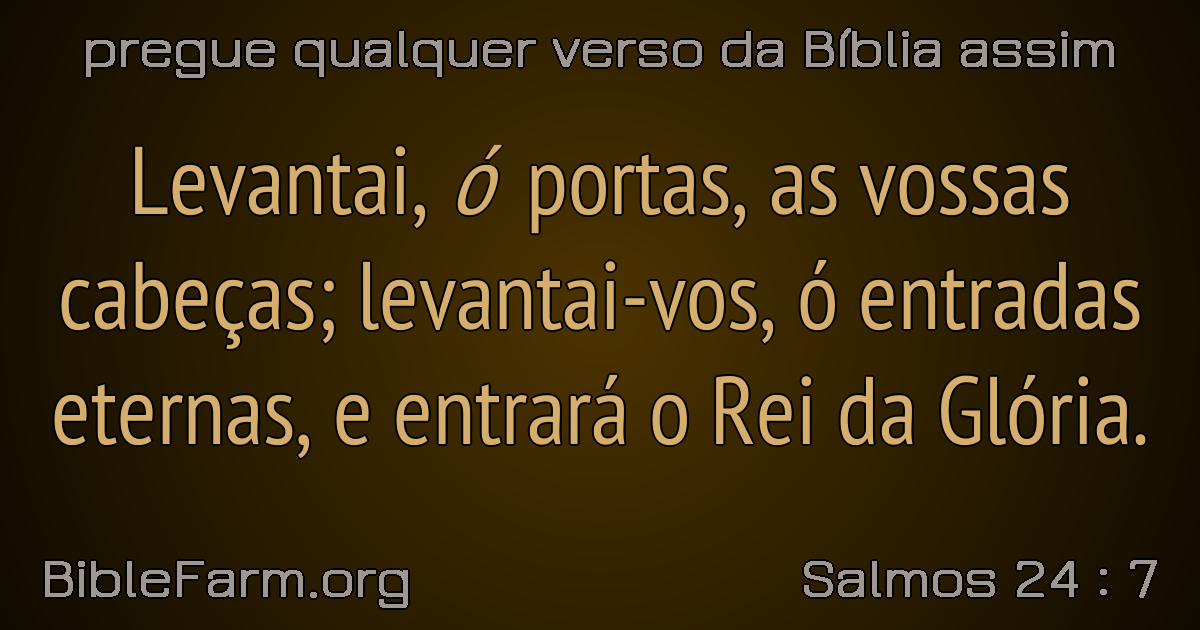 pregue qualquer verso da Bíblia assim
Levantai, ó portas, as vossas
cabeças; levantai-vos, ó entradas
eternas, e entrará o Rei da Glória.
BibleFarm.org
Salmos 24 : 7